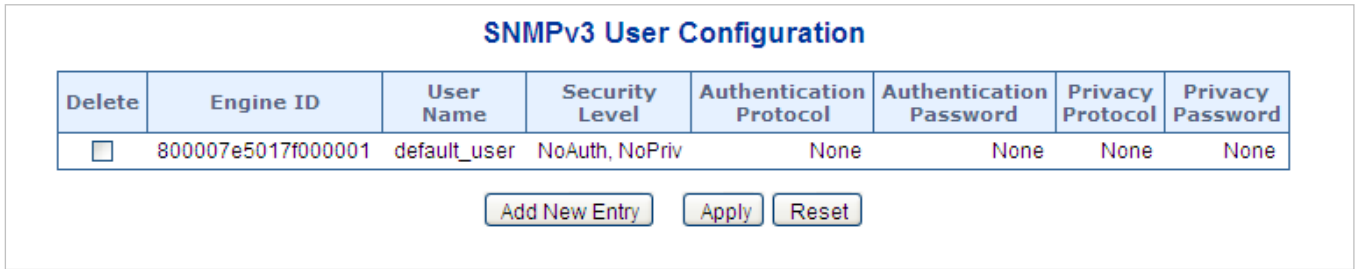 SNMPv3 User Configuration
Delete Engine ID User Name Security Level Authentication Protocol Authentication Password Privacy Protocol Privacy Password
800007e5017f000001 default_user NoAuth, NoPriv None None None None
Add New Entry Apply Reset